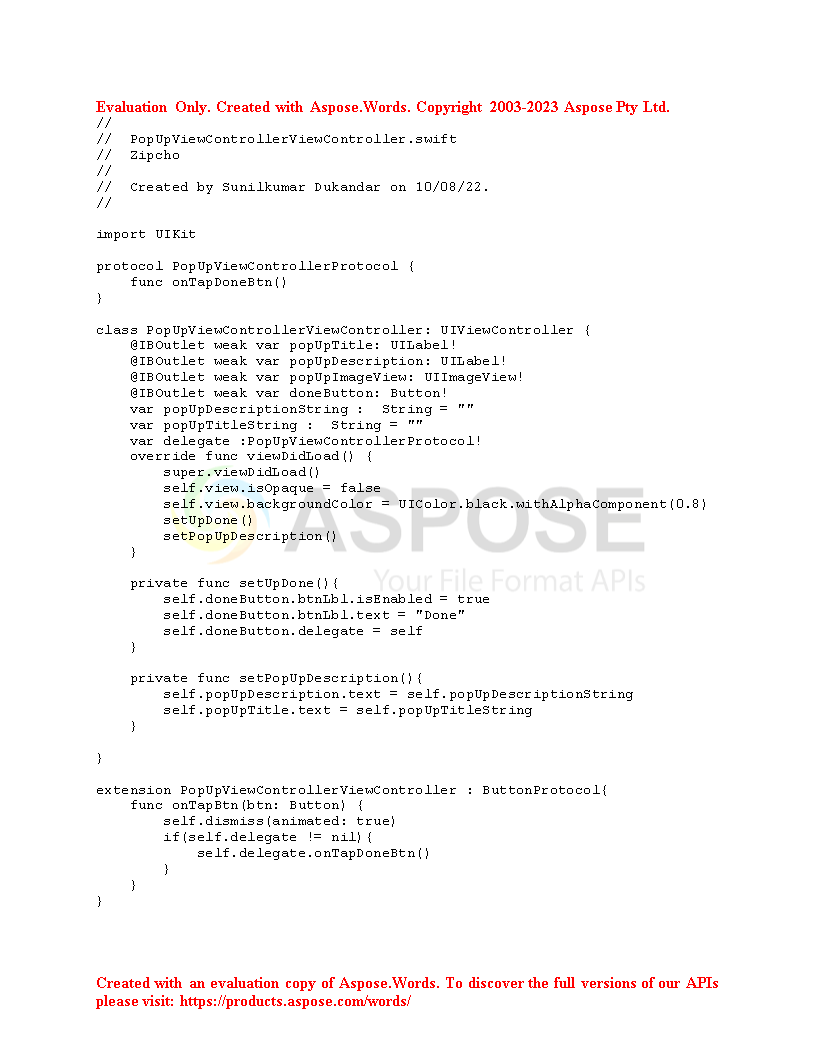 Evaluation Only. Created with Aspose.Words. Copyright 2003-2023 Aspose Pty Ltd.
//
//  PopUpViewControllerViewController.swift
//  Zipcho
//
//  Created by Sunilkumar Dukandar on 10/08/22.
//

import UIKit

protocol PopUpViewControllerProtocol {
    func onTapDoneBtn()
}

class PopUpViewControllerViewController: UIViewController {
    @IBOutlet weak var popUpTitle: UILabel!
    @IBOutlet weak var popUpDescription: UILabel!
    @IBOutlet weak var popUpImageView: UIImageView!
    @IBOutlet weak var doneButton: Button!
    var popUpDescriptionString :  String = ""
    var popUpTitleString :  String = ""
    var delegate :PopUpViewControllerProtocol!
    override func viewDidLoad() {
        super.viewDidLoad()
        self.view.isOpaque = false
        self.view.backgroundColor = UIColor.black.withAlphaComponent(0.8)
        setUpDone()
        setPopUpDescription()
    }

    private func setUpDone(){
        self.doneButton.btnLbl.isEnabled = true
        self.doneButton.btnLbl.text = "Done"
        self.doneButton.delegate = self
    }

    private func setPopUpDescription(){
        self.popUpDescription.text = self.popUpDescriptionString
        self.popUpTitle.text = self.popUpTitleString
    }

}

extension PopUpViewControllerViewController : ButtonProtocol{
    func onTapBtn(btn: Button) {
        self.dismiss(animated: true)
        if(self.delegate != nil){
            self.delegate.onTapDoneBtn()
        }
    }
}
ASPOSE
Your File Format APIs
Created with an evaluation copy of Aspose.Words. To discover the full versions of our APIs
please visit: https://products.aspose.com/words/